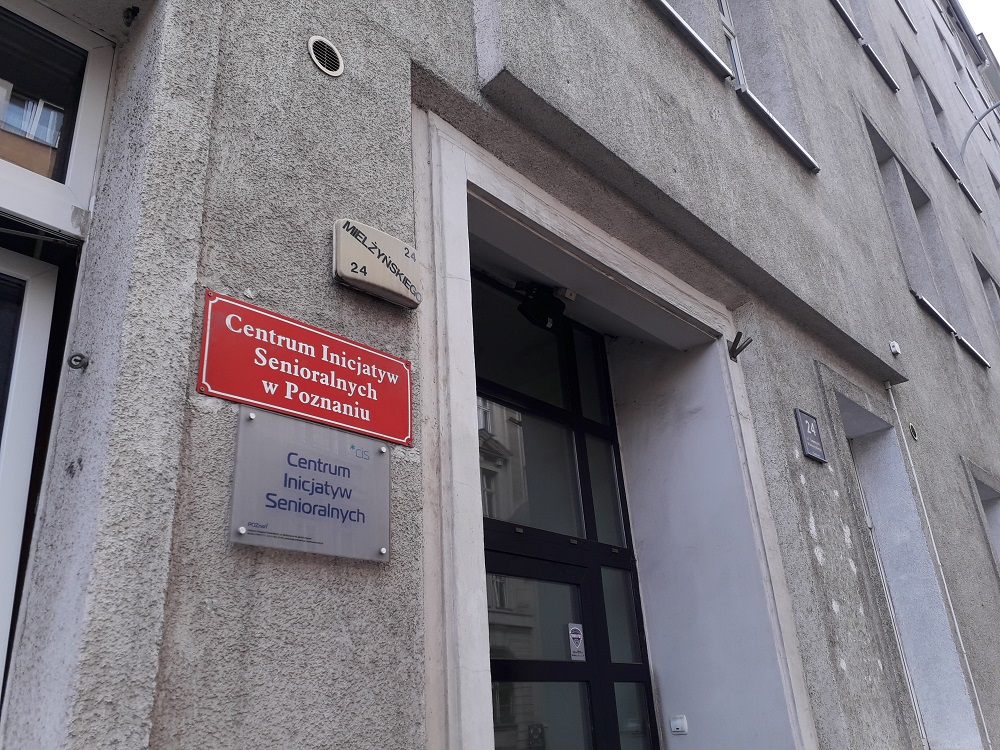 24
MIELŻYŃSKIEGO
24
Centrum Inicjatyw
Senioralnych
w Poznaniu
*cis
Centrum
Inicjatyw
Senioralnych
24